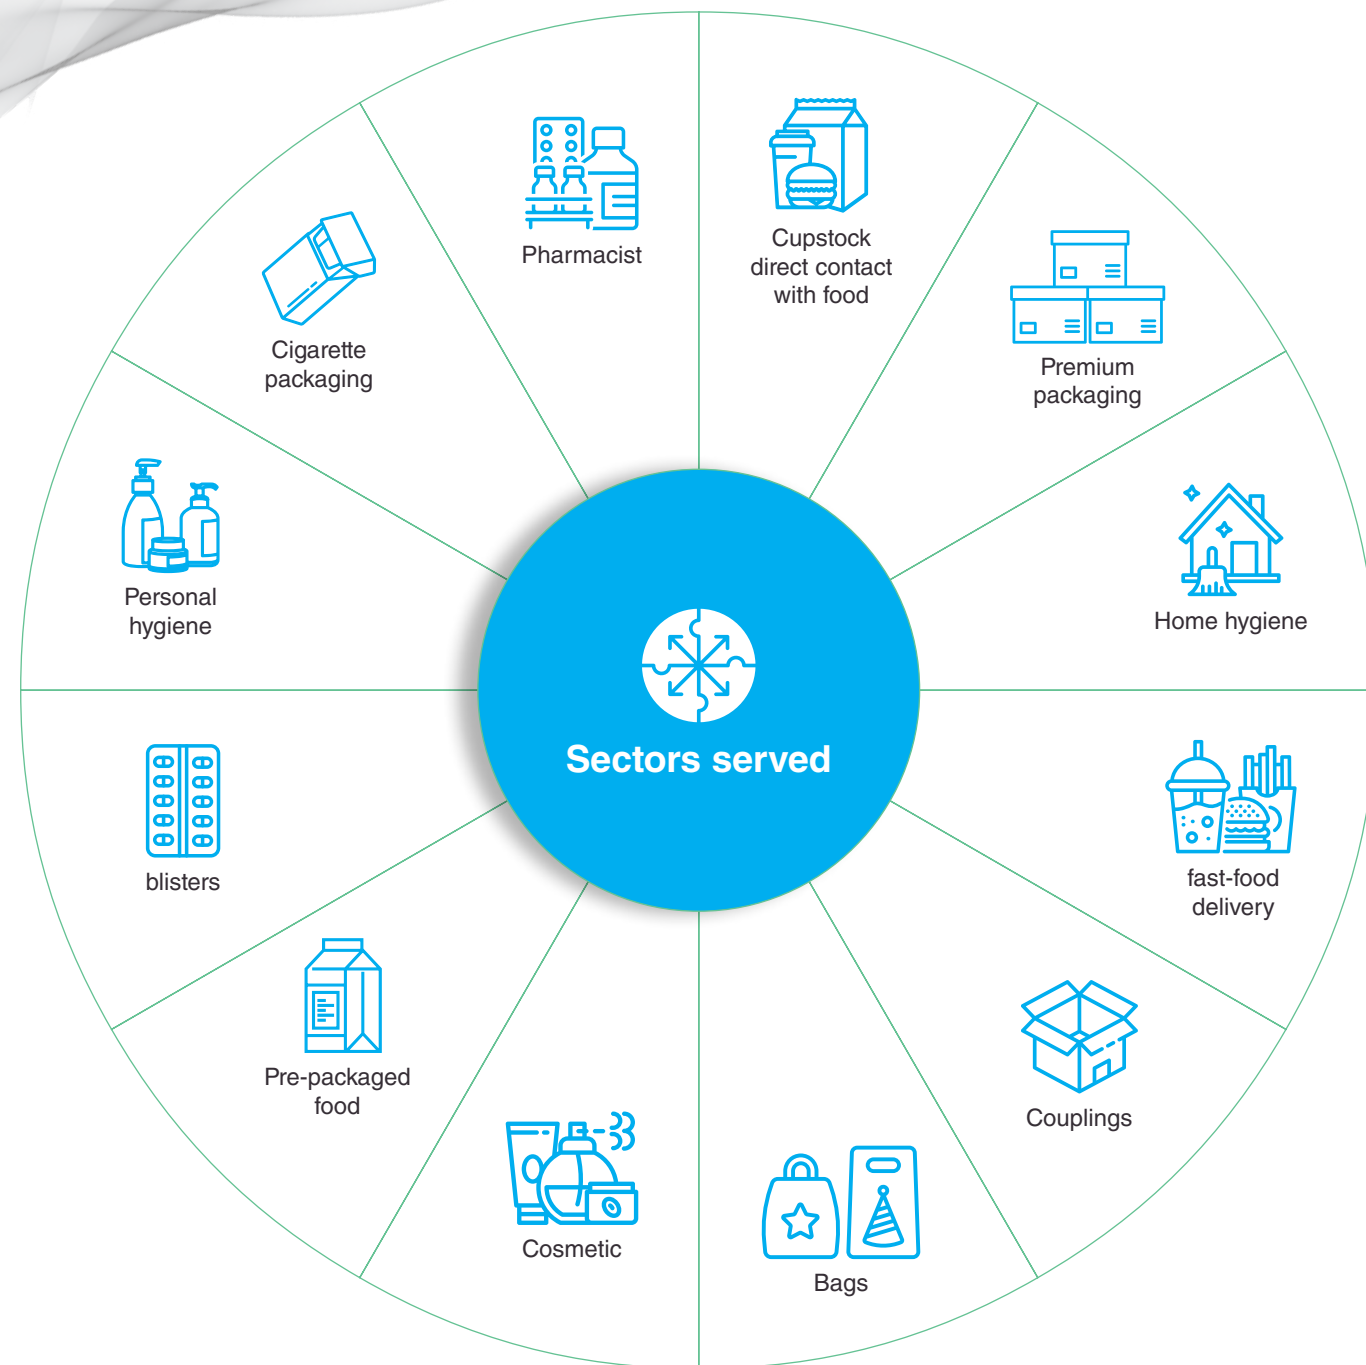 Pharmacist
Cupstock
direct contact
with food
Cigarette
packaging
Premium
packaging
Personal
hygiene
Home hygiene
Sectors served
blisters
fast-food
delivery
Pre-packaged
food
Couplings
Cosmetic
Bags